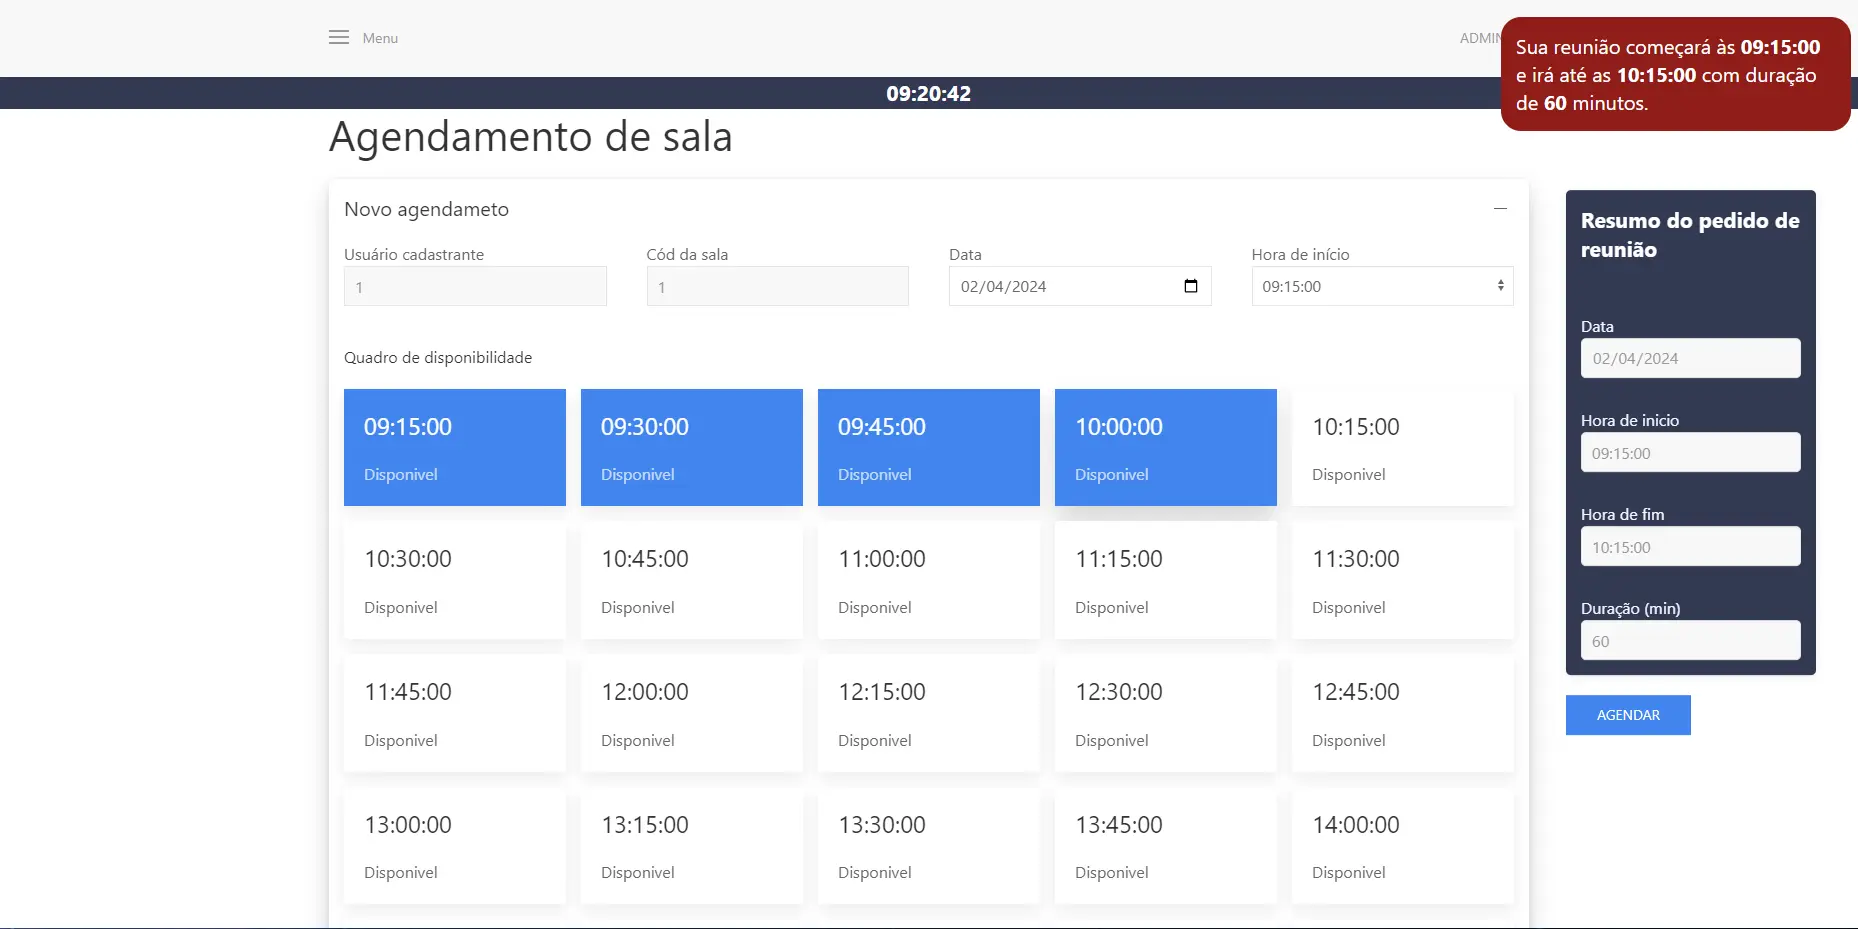 Menu
ADMIN
Sua reunião começará às 09:15:00
e irá até as 10:15:00 com duração
de 60 minutos.
09:20:42
Agendamento de sala
Novo agendameto
Usuário cadastrante
Cód da sala
Data
Hora de início
1
1
02/04/2024
09:15:00
Quadro de disponibilidade
09:15:00
09:30:00
09:45:00
10:00:00
10:15:00
Disponivel
Disponivel
Disponivel
Disponivel
Disponivel
10:30:00
10:45:00
11:00:00
11:15:00
11:30:00
Disponivel
Disponivel
Disponivel
Disponivel
Disponivel
11:45:00
12:00:00
12:15:00
12:30:00
12:45:00
Disponivel
Disponivel
Disponivel
Disponivel
Disponivel
13:00:00
13:15:00
13:30:00
13:45:00
14:00:00
Disponivel
Disponivel
Disponivel
Disponivel
Disponivel
Resumo do pedido de
reunião
Data
02/04/2024
Hora de inicio
09:15:00
Hora de fim
10:15:00
Duração (min)
60
AGENDAR